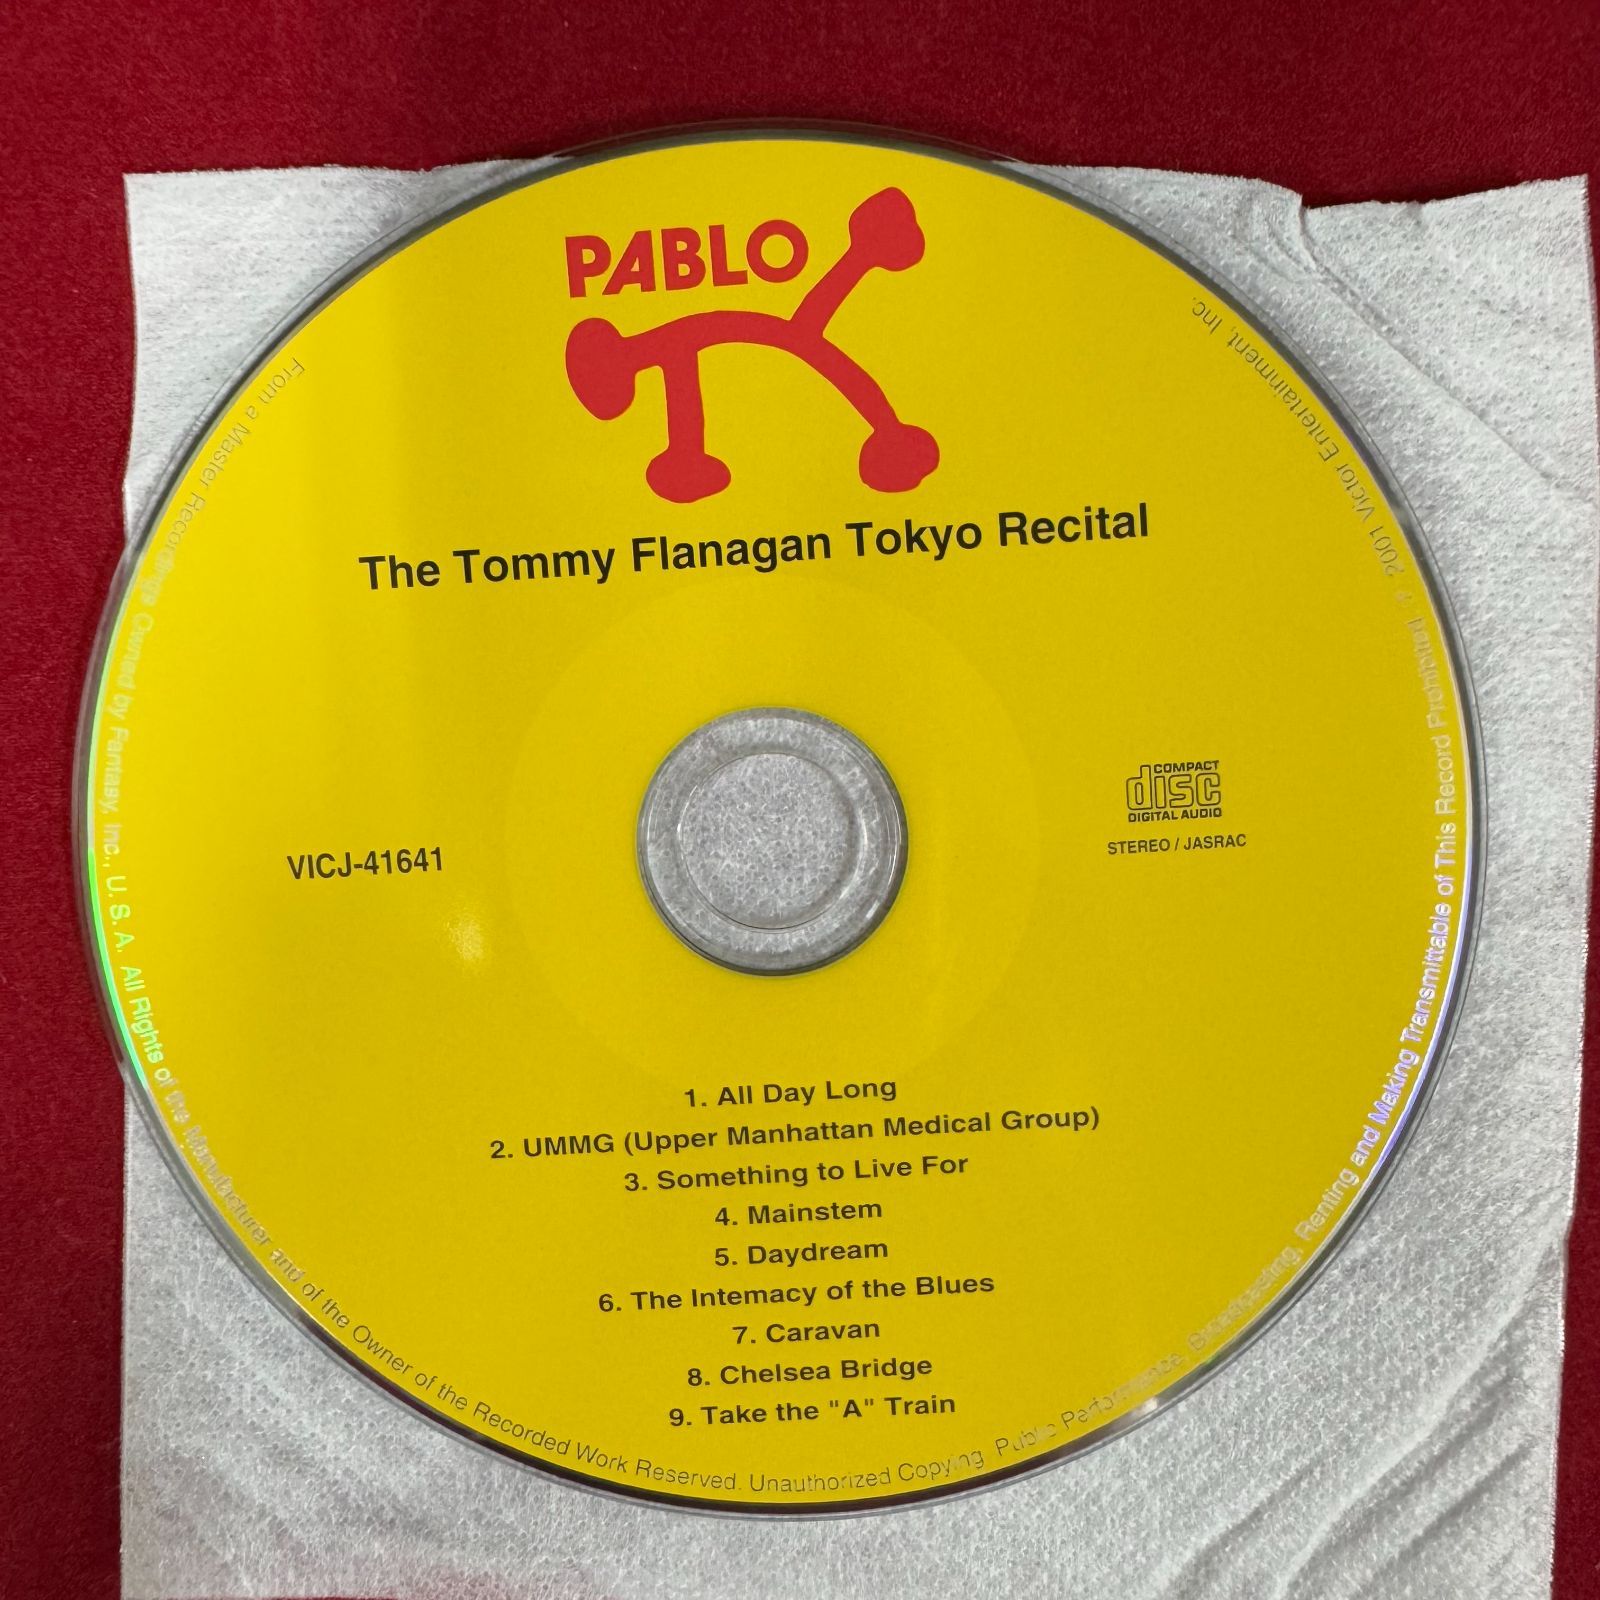 PABLO
The Tommy Flanagan Tokyo Recital
VICJ-41641
COMPACT
disc
DIGITAL AUDIO
STEREO / JASRAC
1. All Day Long
2. UMMG (Upper Manhattan Medical Group)
3. Something to Live For
4. Mainstem
5. Daydream
6. The Intemacy of the Blues
7. Caravan
8. Chelsea Bridge
9. Take the "A" Train
From a Master Recordings Owned by Fantasy, Inc., U. S. A. All Rights of the Manufacturer and of the Owner of the Recorded Work Reserved. Unauthorized Copying, Public Performance, Broadcasting, Renting and Making Transmittable of This Record Prohibited. ℗ 2001 Victor Entertainment, Inc.